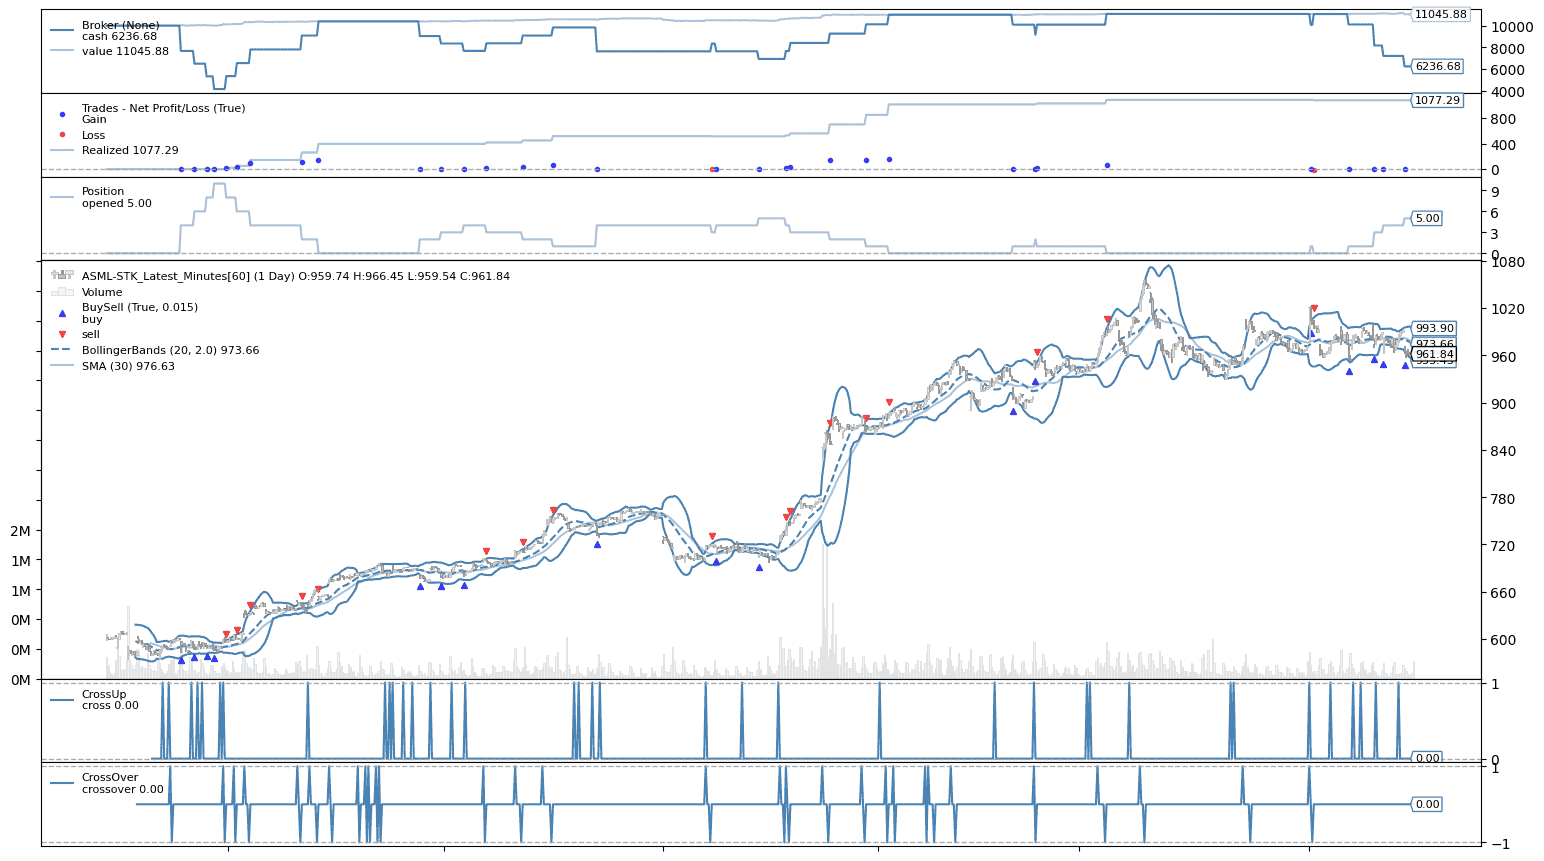 Broker (None)
cash 6236.68
value 11045.88
11045.88
10000
8000
6236.68
6000
4000
Trades - Net Profit/Loss (True)
Gain
Loss
Realized 1077.29
1077.29
800
400
0
Position
opened 5.00
9
6
5.00
3
0
ASML-STK_Latest_Minutes[60] (1 Day) O:959.74 H:966.45 L:959.54 C:961.84
Volume
BuySell (True, 0.015)
buy
sell
BollingerBands (20, 2.0) 973.66
SMA (30) 976.63
1080
1020
993.90
973.66
961.84
960
900
840
780
720
660
600
2M
1M
1M
0M
0M
0M
CrossUp
cross 0.00
1
0.00
0
CrossOver
crossover 0.00
1
0.00
−1